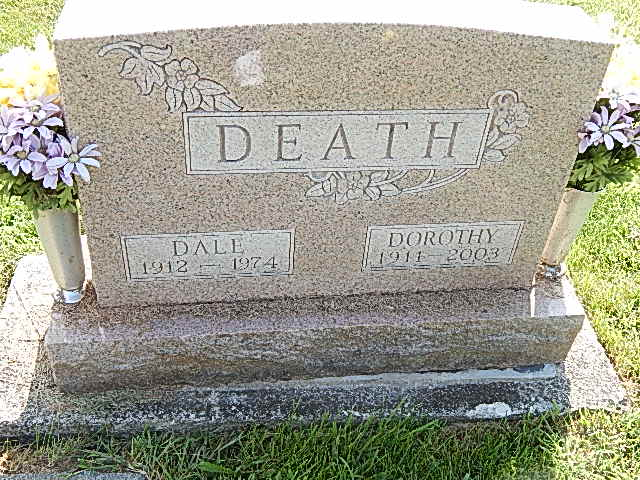 DEATH
DALE
1912 — 1974
DOROTHY
1911 — 2003